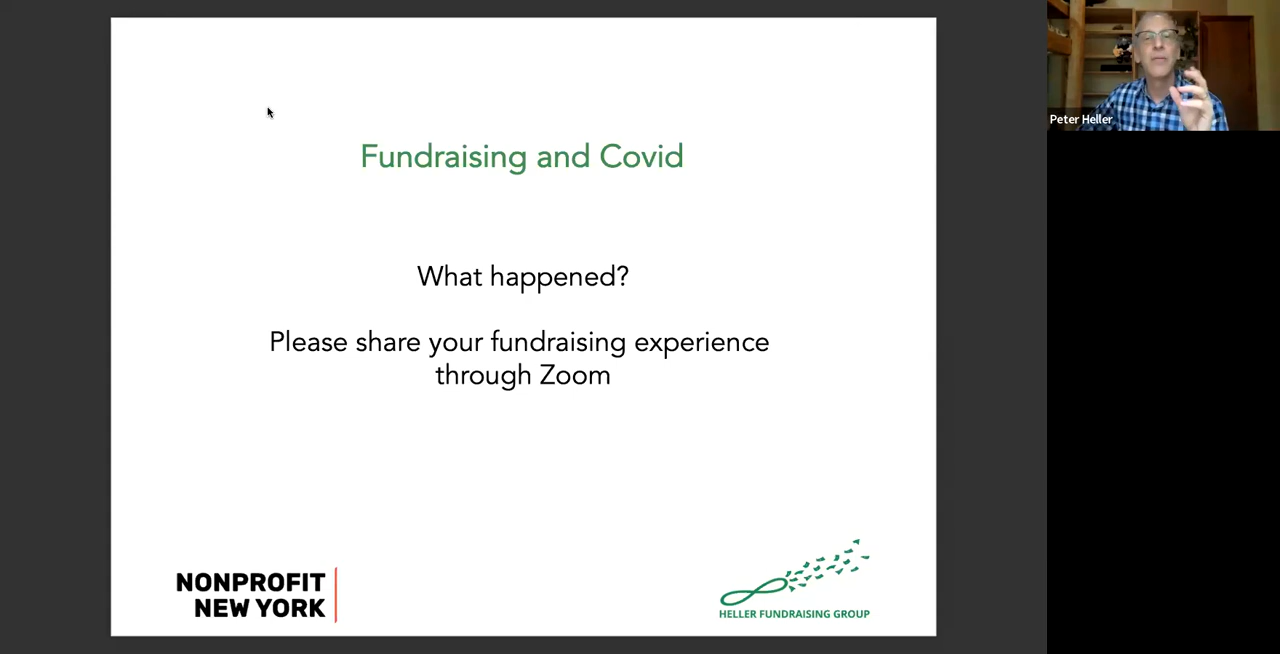 Fundraising and Covid
What happened?
Please share your fundraising experience
through Zoom
NONPROFIT
NEW YORK
HELLER FUNDRAISING GROUP
Peter Heller